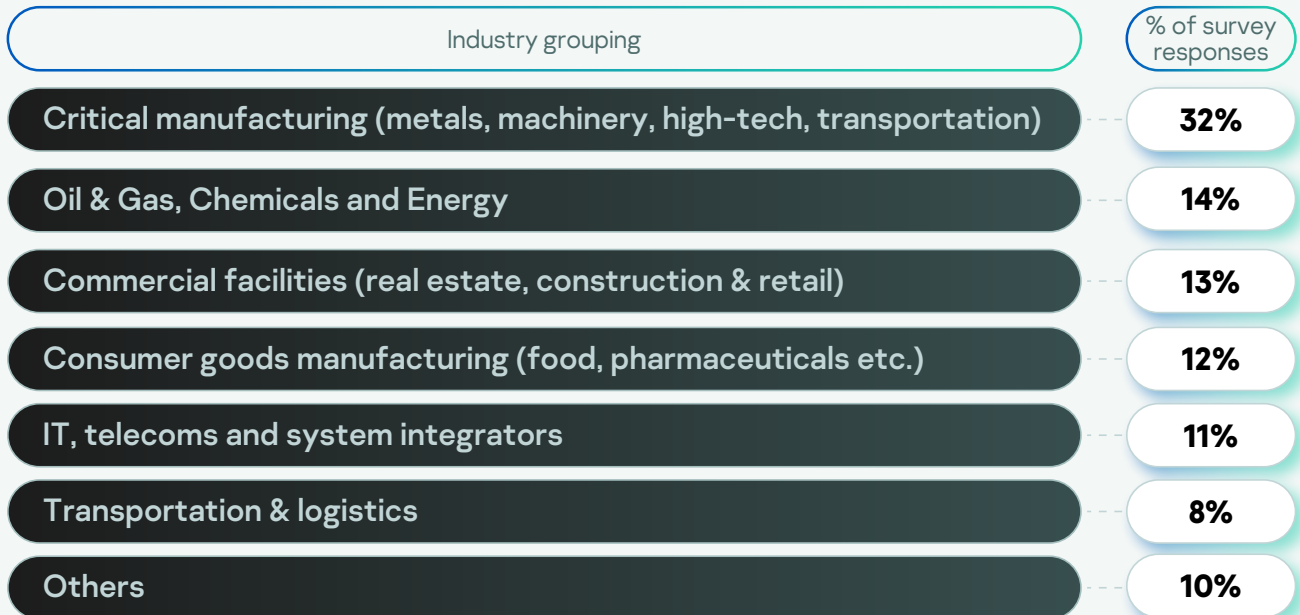 Industry grouping
% of survey
responses
Critical manufacturing (metals, machinery, high-tech, transportation)
32%
Oil & Gas, Chemicals and Energy
14%
Commercial facilities (real estate, construction & retail)
13%
Consumer goods manufacturing (food, pharmaceuticals etc.)
12%
IT, telecoms and system integrators
11%
Transportation & logistics
8%
Others
10%